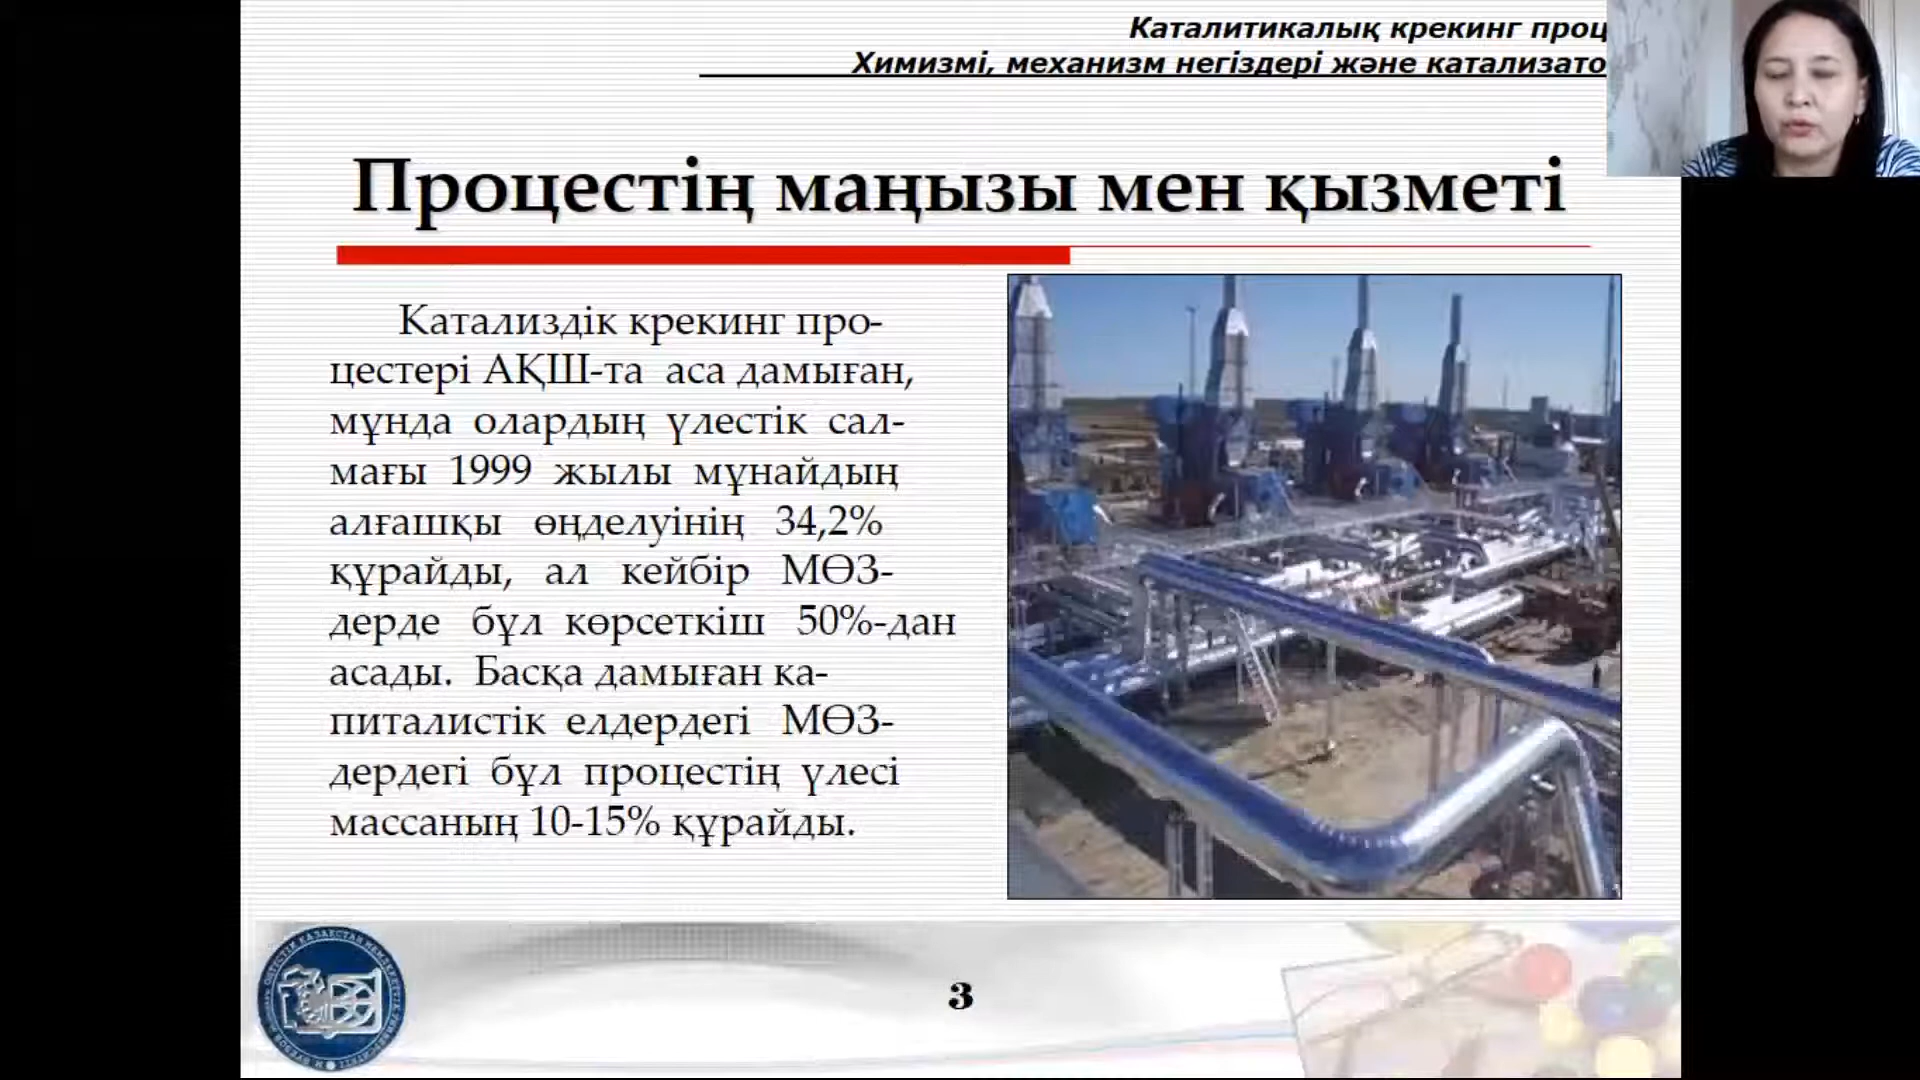 Каталитикалық крекинг проц
Химизмі, механизм негіздері және катализато
Процестің маңызы мен қызметі
Катализдік крекинг про-
цестері АҚШ-та аса дамыған,
мұнда олардың үлестік сал-
мағы 1999 жылы мұнайдың
алғашқы өңделуінің 34,2%
құрайды, ал кейбір МӨЗ-
дерде бұл көрсеткіш 50%-дан
асады. Басқа дамыған ка-
питалистік елдердегі МӨЗ-
дердегі бұл процестің үлесі
массаның 10-15% құрайды.
3